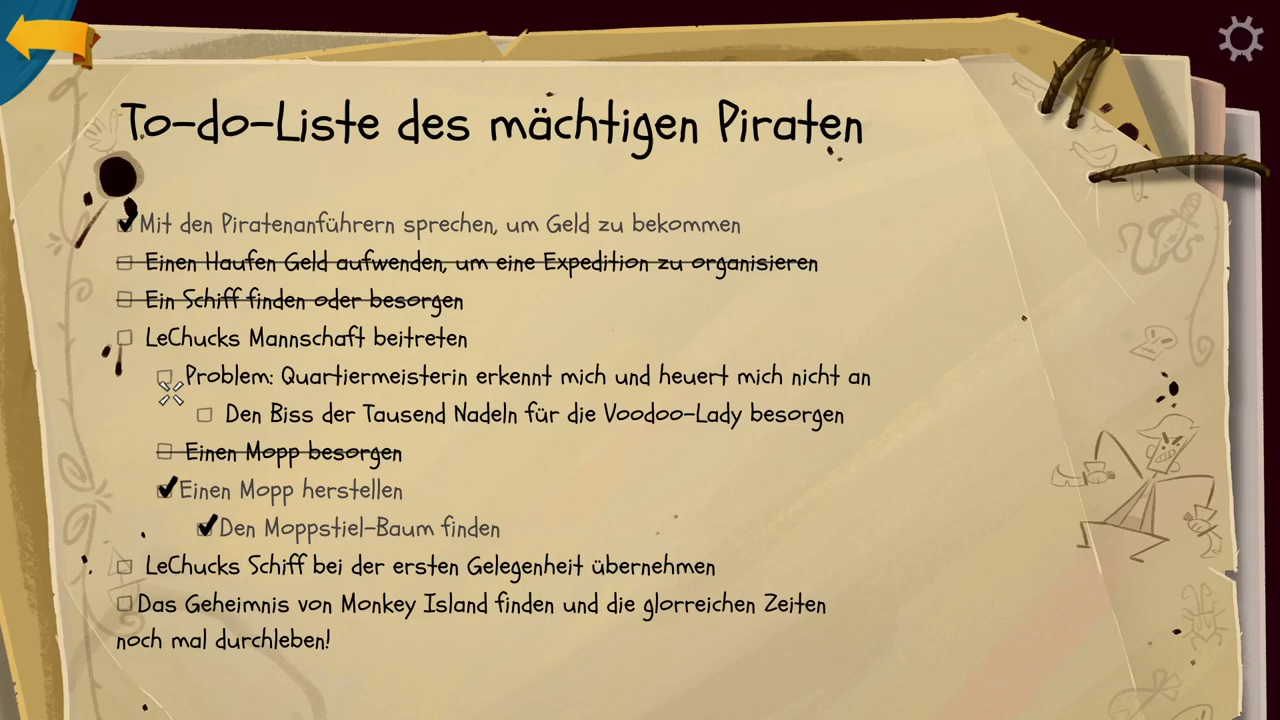 To-do-Liste des mächtigen Piraten
Mit den Piratenanführern sprechen, um Geld zu bekommen
Einen Haufen Geld aufwenden, um eine Expedition zu organisieren
Ein Schiff finden oder besorgen
LeChucks Mannschaft beitreten
Problem: Quartiermeisterin erkennt mich und heuert mich nicht an
Den Biss der Tausend Nadeln für die Voodoo-Lady besorgen
Einen Mopp besorgen
Einen Mopp herstellen
Den Moppstiel-Baum finden
LeChucks Schiff bei der ersten Gelegenheit übernehmen
Das Geheimnis von Monkey Island finden und die glorreichen Zeiten
noch mal durchleben!